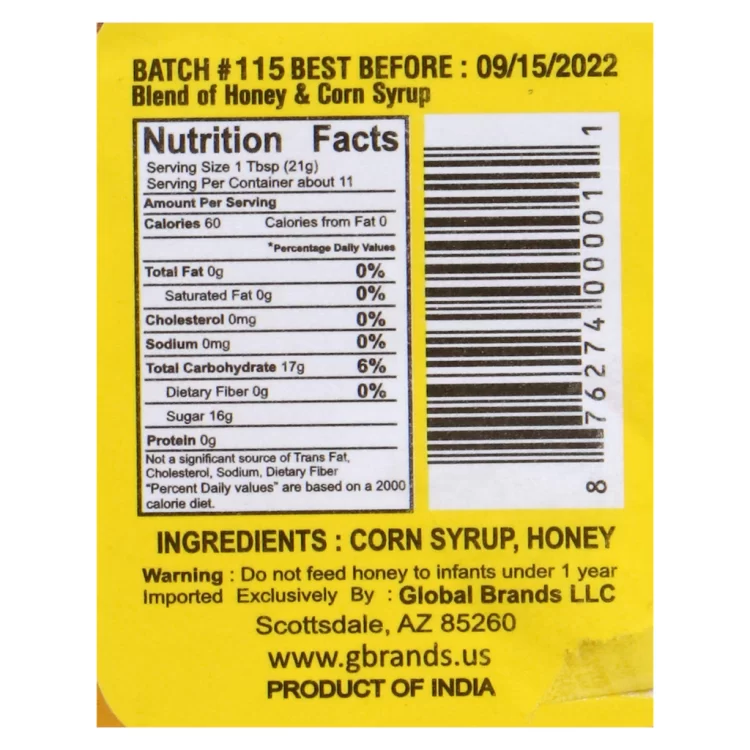 BATCH #115 BEST BEFORE : 09/15/2022
Blend of Honey & Corn Syrup
Nutrition Facts
Serving Size 1 Tbsp (21g)
Serving Per Container about 11
Amount Per Serving
Calories 60 Calories from Fat 0
*Percentage Daily Values
Total Fat 0g 0%
Saturated Fat 0g 0%
Cholesterol 0mg 0%
Sodium 0mg 0%
Total Carbohydrate 17g 6%
Dietary Fiber 0g 0%
Sugar 16g
Protein 0g
Not a significant source of Trans Fat,
Cholesterol, Sodium, Dietary Fiber
"Percent Daily values" are based on a 2000
calorie diet.
8 76274 00001 1
INGREDIENTS : CORN SYRUP, HONEY
Warning : Do not feed honey to infants under 1 year
Imported Exclusively By : Global Brands LLC
Scottsdale, AZ 85260
www.gbrands.us
PRODUCT OF INDIA